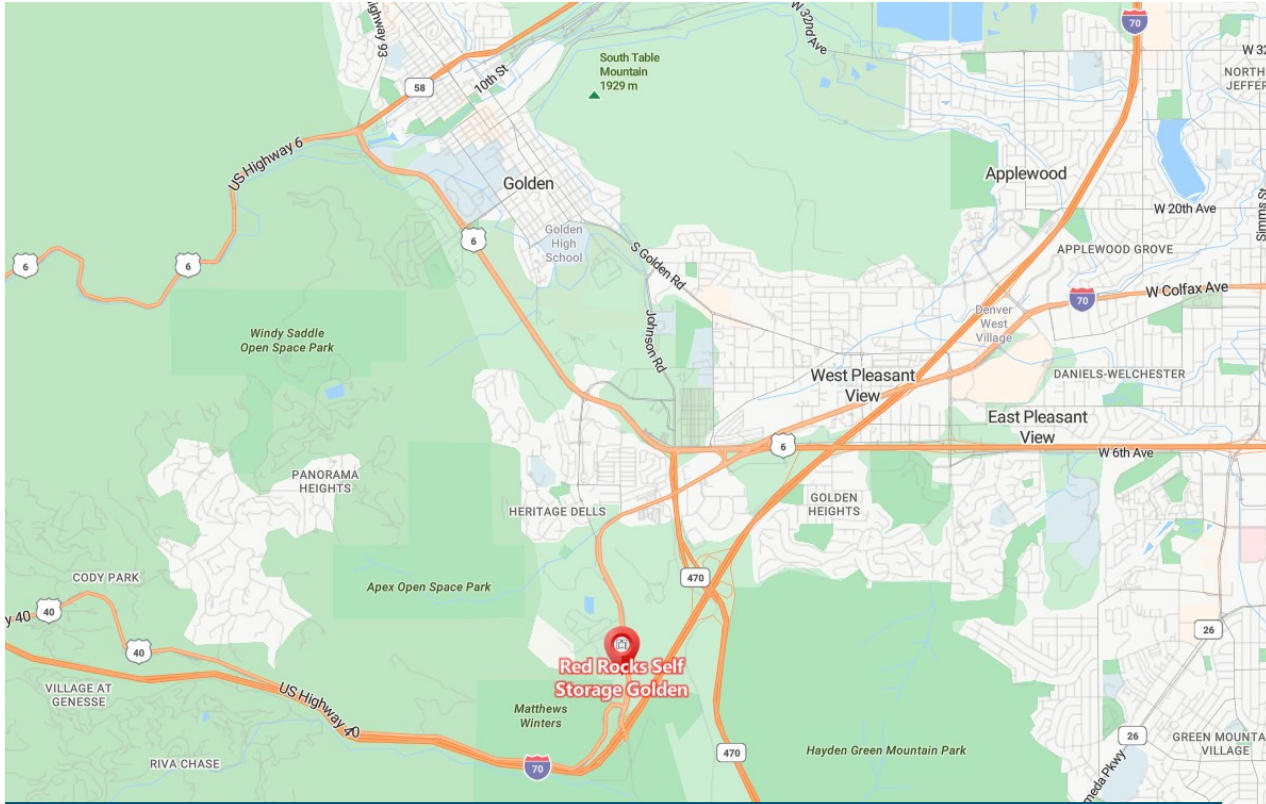 Highway 93
W 32nd Ave
70
W 32
NORTH
JEFFER
South Table
Mountain
1929 m
58
10th St
US Highway 6
Golden
Applewood
W 20th Ave
Simms St
6
6
6
Golden
High
School
S Golden Rd
APPLEWOOD GROVE
W Colfax Ave
70
Denver
West
Village
Johnson Rd
Windy Saddle
Open Space Park
West Pleasant
View
DANIELS-WELCHESTER
East Pleasant
View
6
W 6th Ave
PANORAMA
HEIGHTS
HERITAGE DELLS
GOLDEN
HEIGHTS
CODY PARK
Apex Open Space Park
470
y 40
40
40
26
Red Rocks Self
Storage Golden
VILLAGE AT
GENESSE
US Highway 40
Matthews
Winters
RIVA CHASE
70
470
Hayden Green Mountain Park
26
GREEN MOUNTA
VILLAGE
meda Pkwy